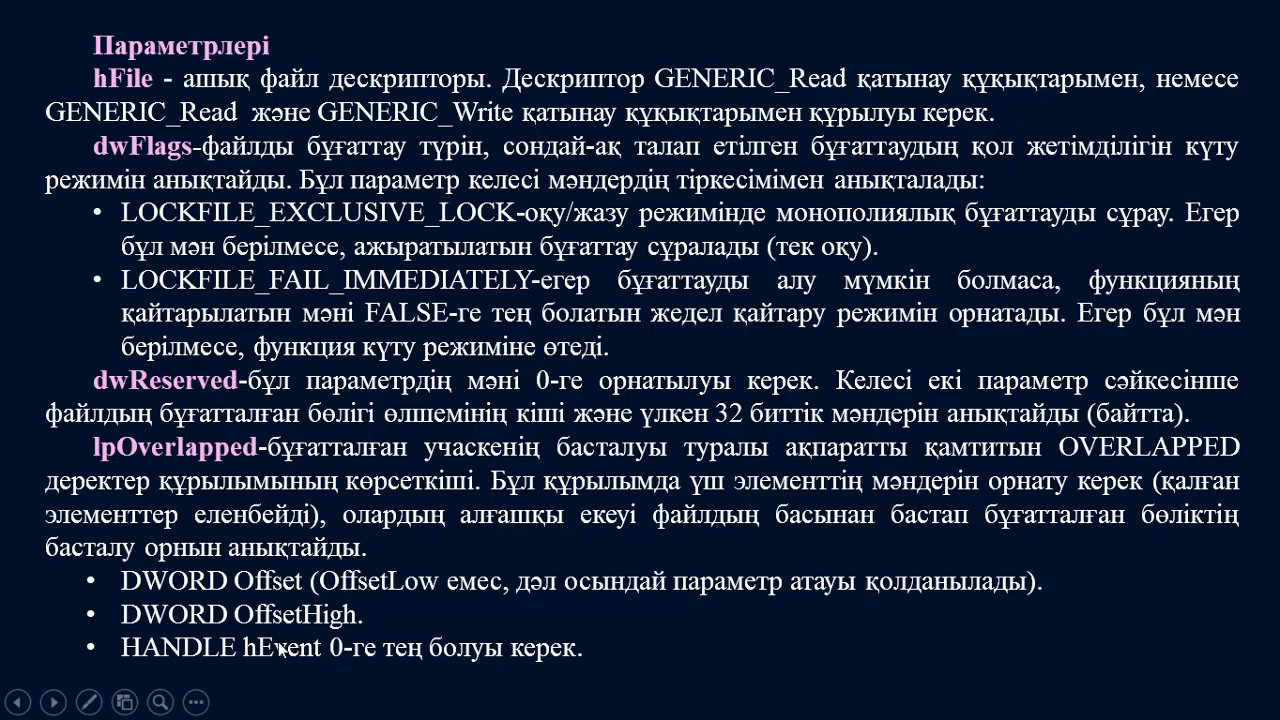 Параметрлері
hFile - ашық файл дескрипторы. Дескриптор GENERIC_Read қатынау құқықтарымен, немесе
GENERIC_Read және GENERIC_Write қатынау құқықтарымен құрылуы керек.
dwFlags-файлды бұғаттау түрін, сондай-ақ талап етілген бұғаттаудың қол жетімділігін күту
режимін анықтайды. Бұл параметр келесі мәндердің тіркесімімен анықталады:
• LOCKFILE_EXCLUSIVE_LOCK-оқу/жазу режимінде монополиялық бұғаттауды сұрау. Егер
бұл мән берілмесе, ажыратылатын бұғаттау сұралады (тек оқу).
• LOCKFILE_FAIL_IMMEDIATELY-егер бұғаттауды алу мүмкін болмаса, функцияның
қайтарылатын мәні FALSE-ге тең болатын жедел қайтару режимін орнатады. Егер бұл мән
берілмесе, функция күту режиміне өтеді.
dwReserved-бұл параметрдің мәні 0-ге орнатылуы керек. Келесі екі параметр сәйкесінше
файлдың бұғатталған бөлігі өлшемінің кіші және үлкен 32 биттік мәндерін анықтайды (байтта).
lpOverlapped-бұғатталған учаскенің басталуы туралы ақпаратты қамтитын OVERLAPPED
деректер құрылымының көрсеткіші. Бұл құрылымда үш элементтің мәндерін орнату керек (қалған
элементтер еленбейді), олардың алғашқы екеуі файлдың басынан бастап бұғатталған бөліктің
басталу орнын анықтайды.
• DWORD Offset (OffsetLow емес, дәл осындай параметр атауы қолданылады).
• DWORD OffsetHigh.
• HANDLE hEvent 0-ге тең болуы керек.